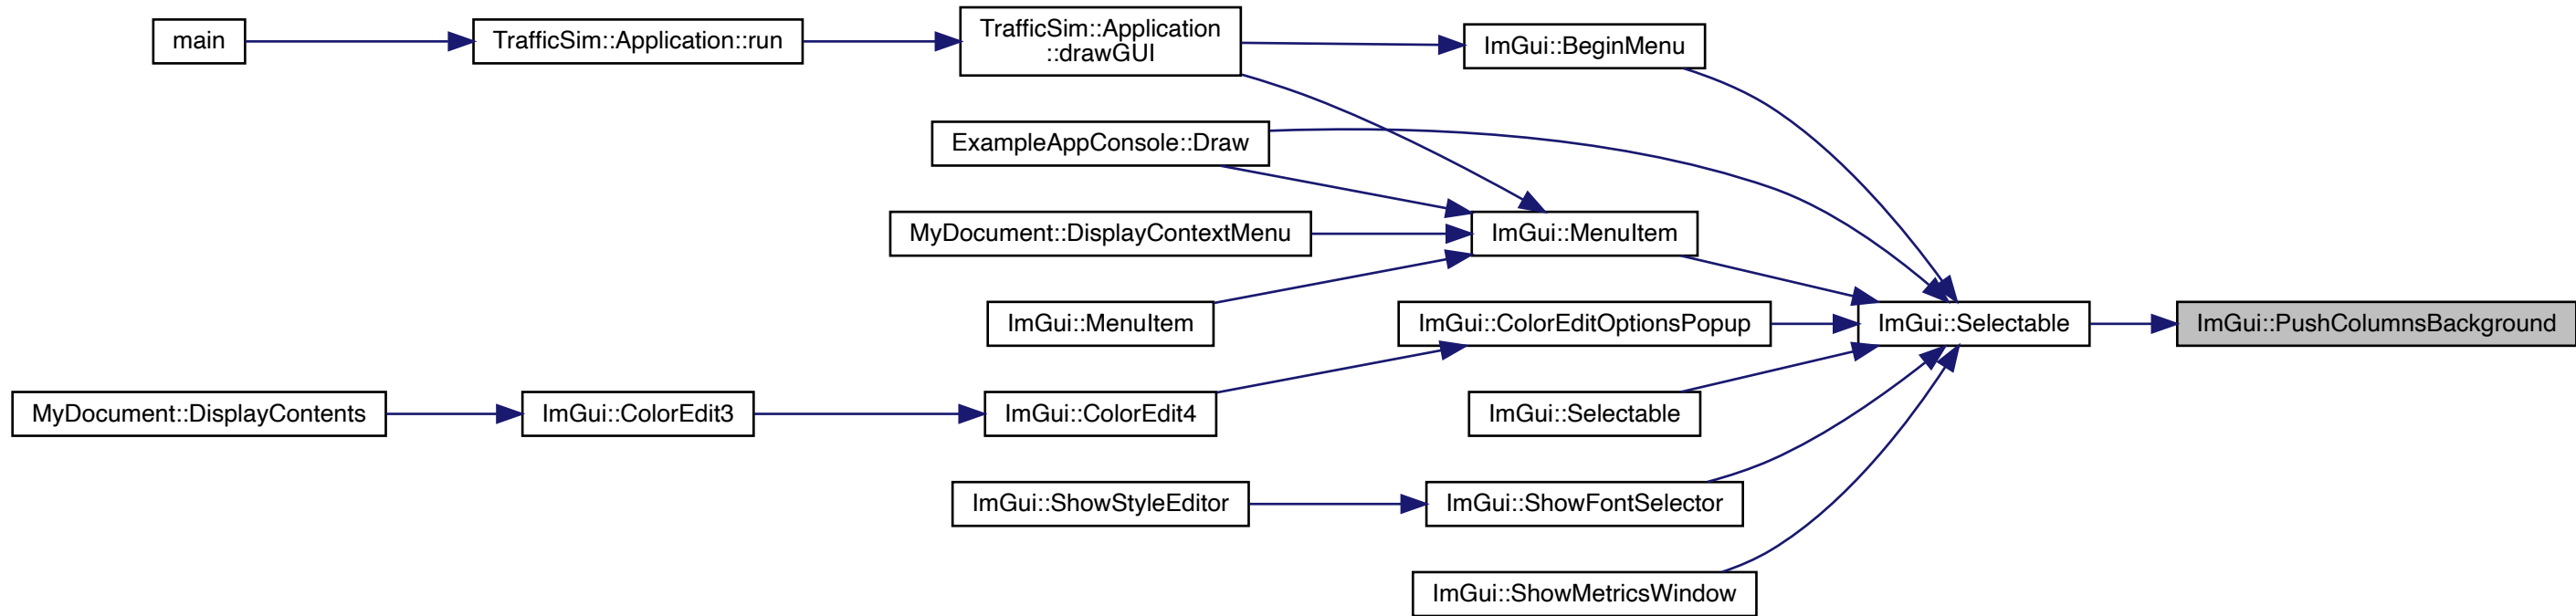 main
TrafficSim::Application::run
TrafficSim::Application
::drawGUI
ImGui::BeginMenu
ExampleAppConsole::Draw
MyDocument::DisplayContextMenu
ImGui::MenuItem
ImGui::MenuItem
ImGui::ColorEditOptionsPopup
ImGui::Selectable
ImGui::PushColumnsBackground
MyDocument::DisplayContents
ImGui::ColorEdit3
ImGui::ColorEdit4
ImGui::Selectable
ImGui::ShowStyleEditor
ImGui::ShowFontSelector
ImGui::ShowMetricsWindow